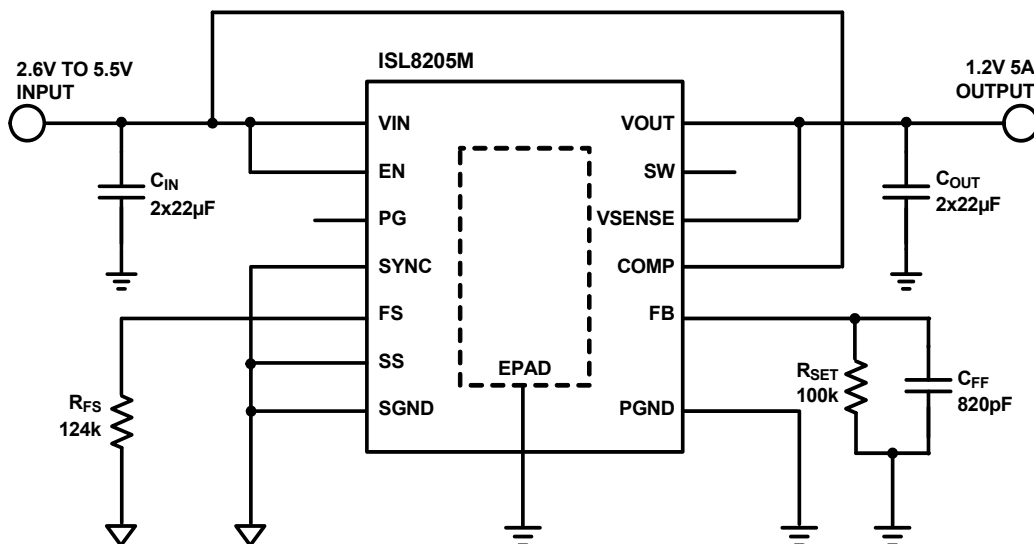 ISL8205M
2.6V TO 5.5V
INPUT
1.2V 5A
OUTPUT
VIN
VOUT
EN
SW
CIN
2x22µF
COUT
2x22µF
PG
VSENSE
SYNC
COMP
FS
FB
SS
EPAD
RSET
100k
CFF
820pF
RFS
124k
SGND
PGND